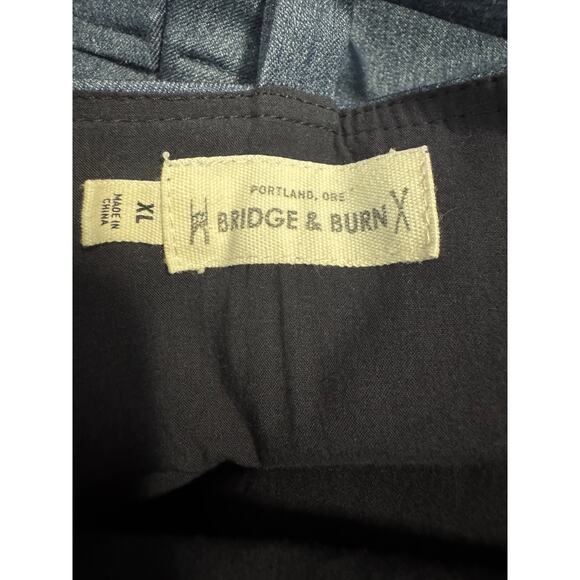 PORTLAND, ORE
BRIDGE & BURN
XL
MADE IN
CHINA